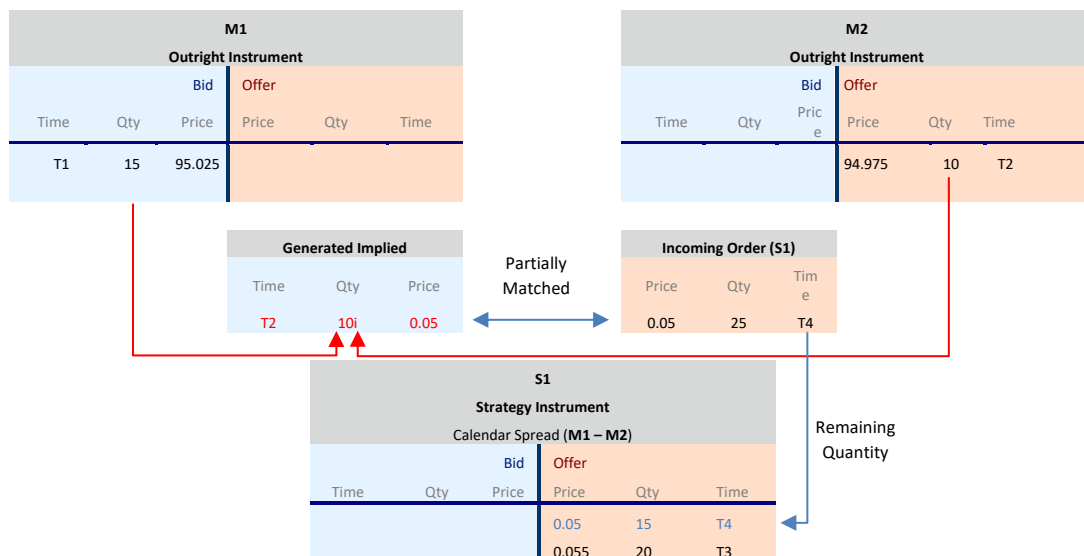 M1
Outright Instrument
Bid Offer
Time Qty Price Price Qty Time
T1 15 95.025
M2
Outright Instrument
Bid Offer
Time Qty Pric
e Price Qty Time
94.975 10 T2
Generated Implied
Time Qty Price
T2 10i 0.05
Partially
Matched
Incoming Order (S1)
Price Qty Tim
e
0.05 25 T4
S1
Strategy Instrument
Calendar Spread (M1 – M2)
Bid Offer
Time Qty Price Price Qty Time
0.05 15 T4
0.055 20 T3
Remaining
Quantity